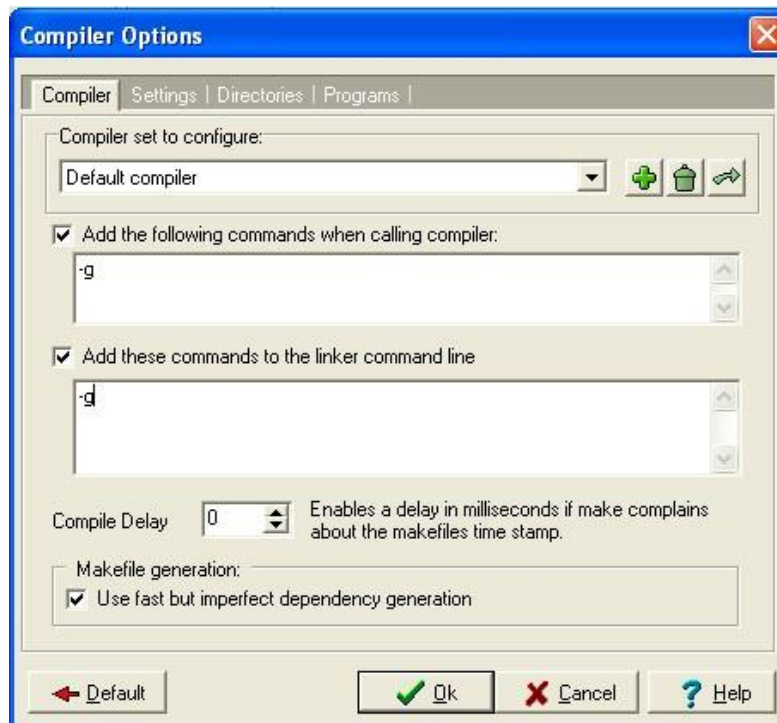 Compiler Options
Compiler Settings | Directories | Programs |
Compiler set to configure:
Default compiler
Add the following commands when calling compiler:
-g
Add these commands to the linker command line
-g
Compile Delay 0 Enables a delay in milliseconds if make complains
about the makefiles time stamp.
Makefile generation:
Use fast but imperfect dependency generation
Default Ok Cancel Help